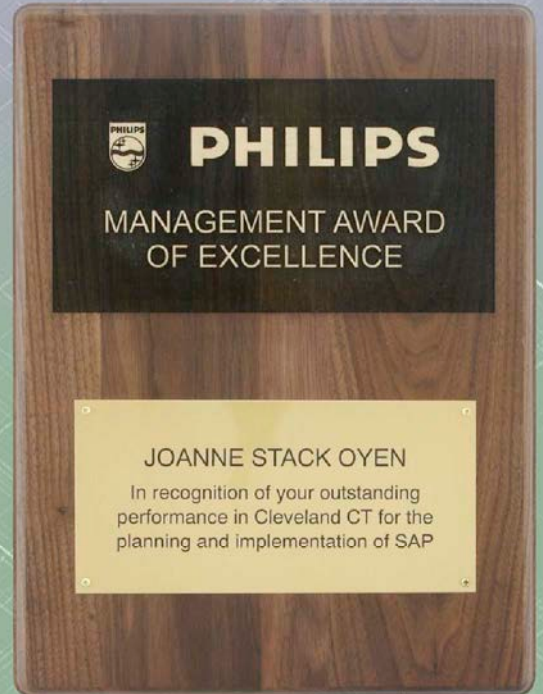 PHILIPS
PHILIPS
MANAGEMENT AWARD
OF EXCELLENCE
JOANNE STACK OYEN
In recognition of your outstanding
performance in Cleveland CT for the
planning and implementation of SAP